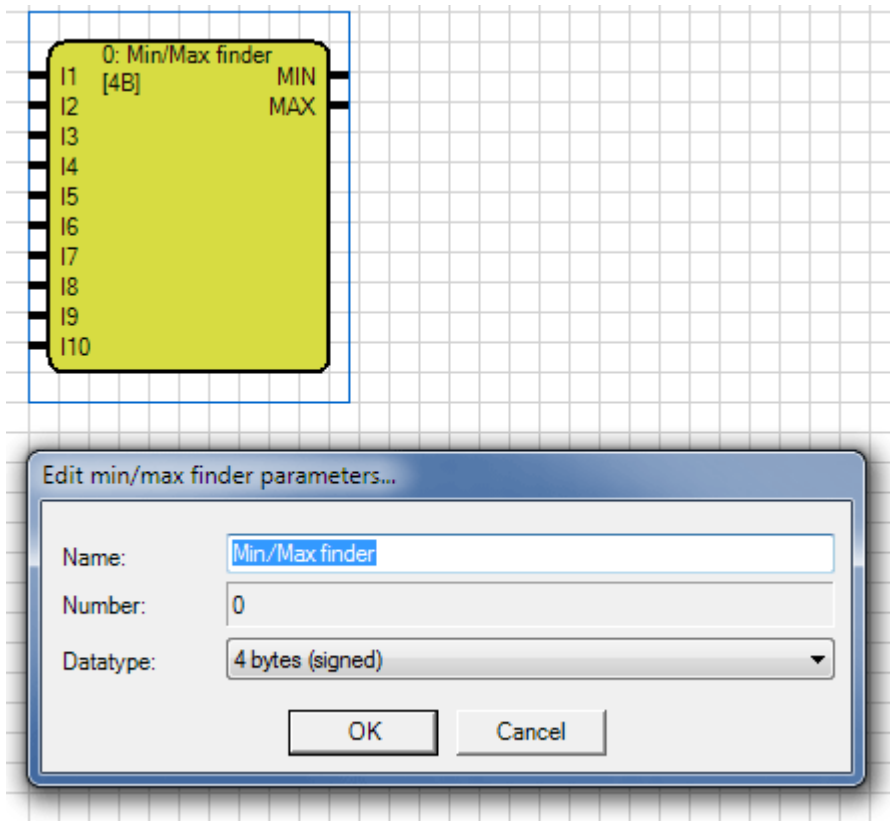 0: Min/Max finder
I1 [4B] MIN
I2 MAX
I3
I4
I5
I6
I7
I8
I9
I10
Edit min/max finder parameters...
Name: Min/Max finder
Number: 0
Datatype: 4 bytes (signed)
OK Cancel